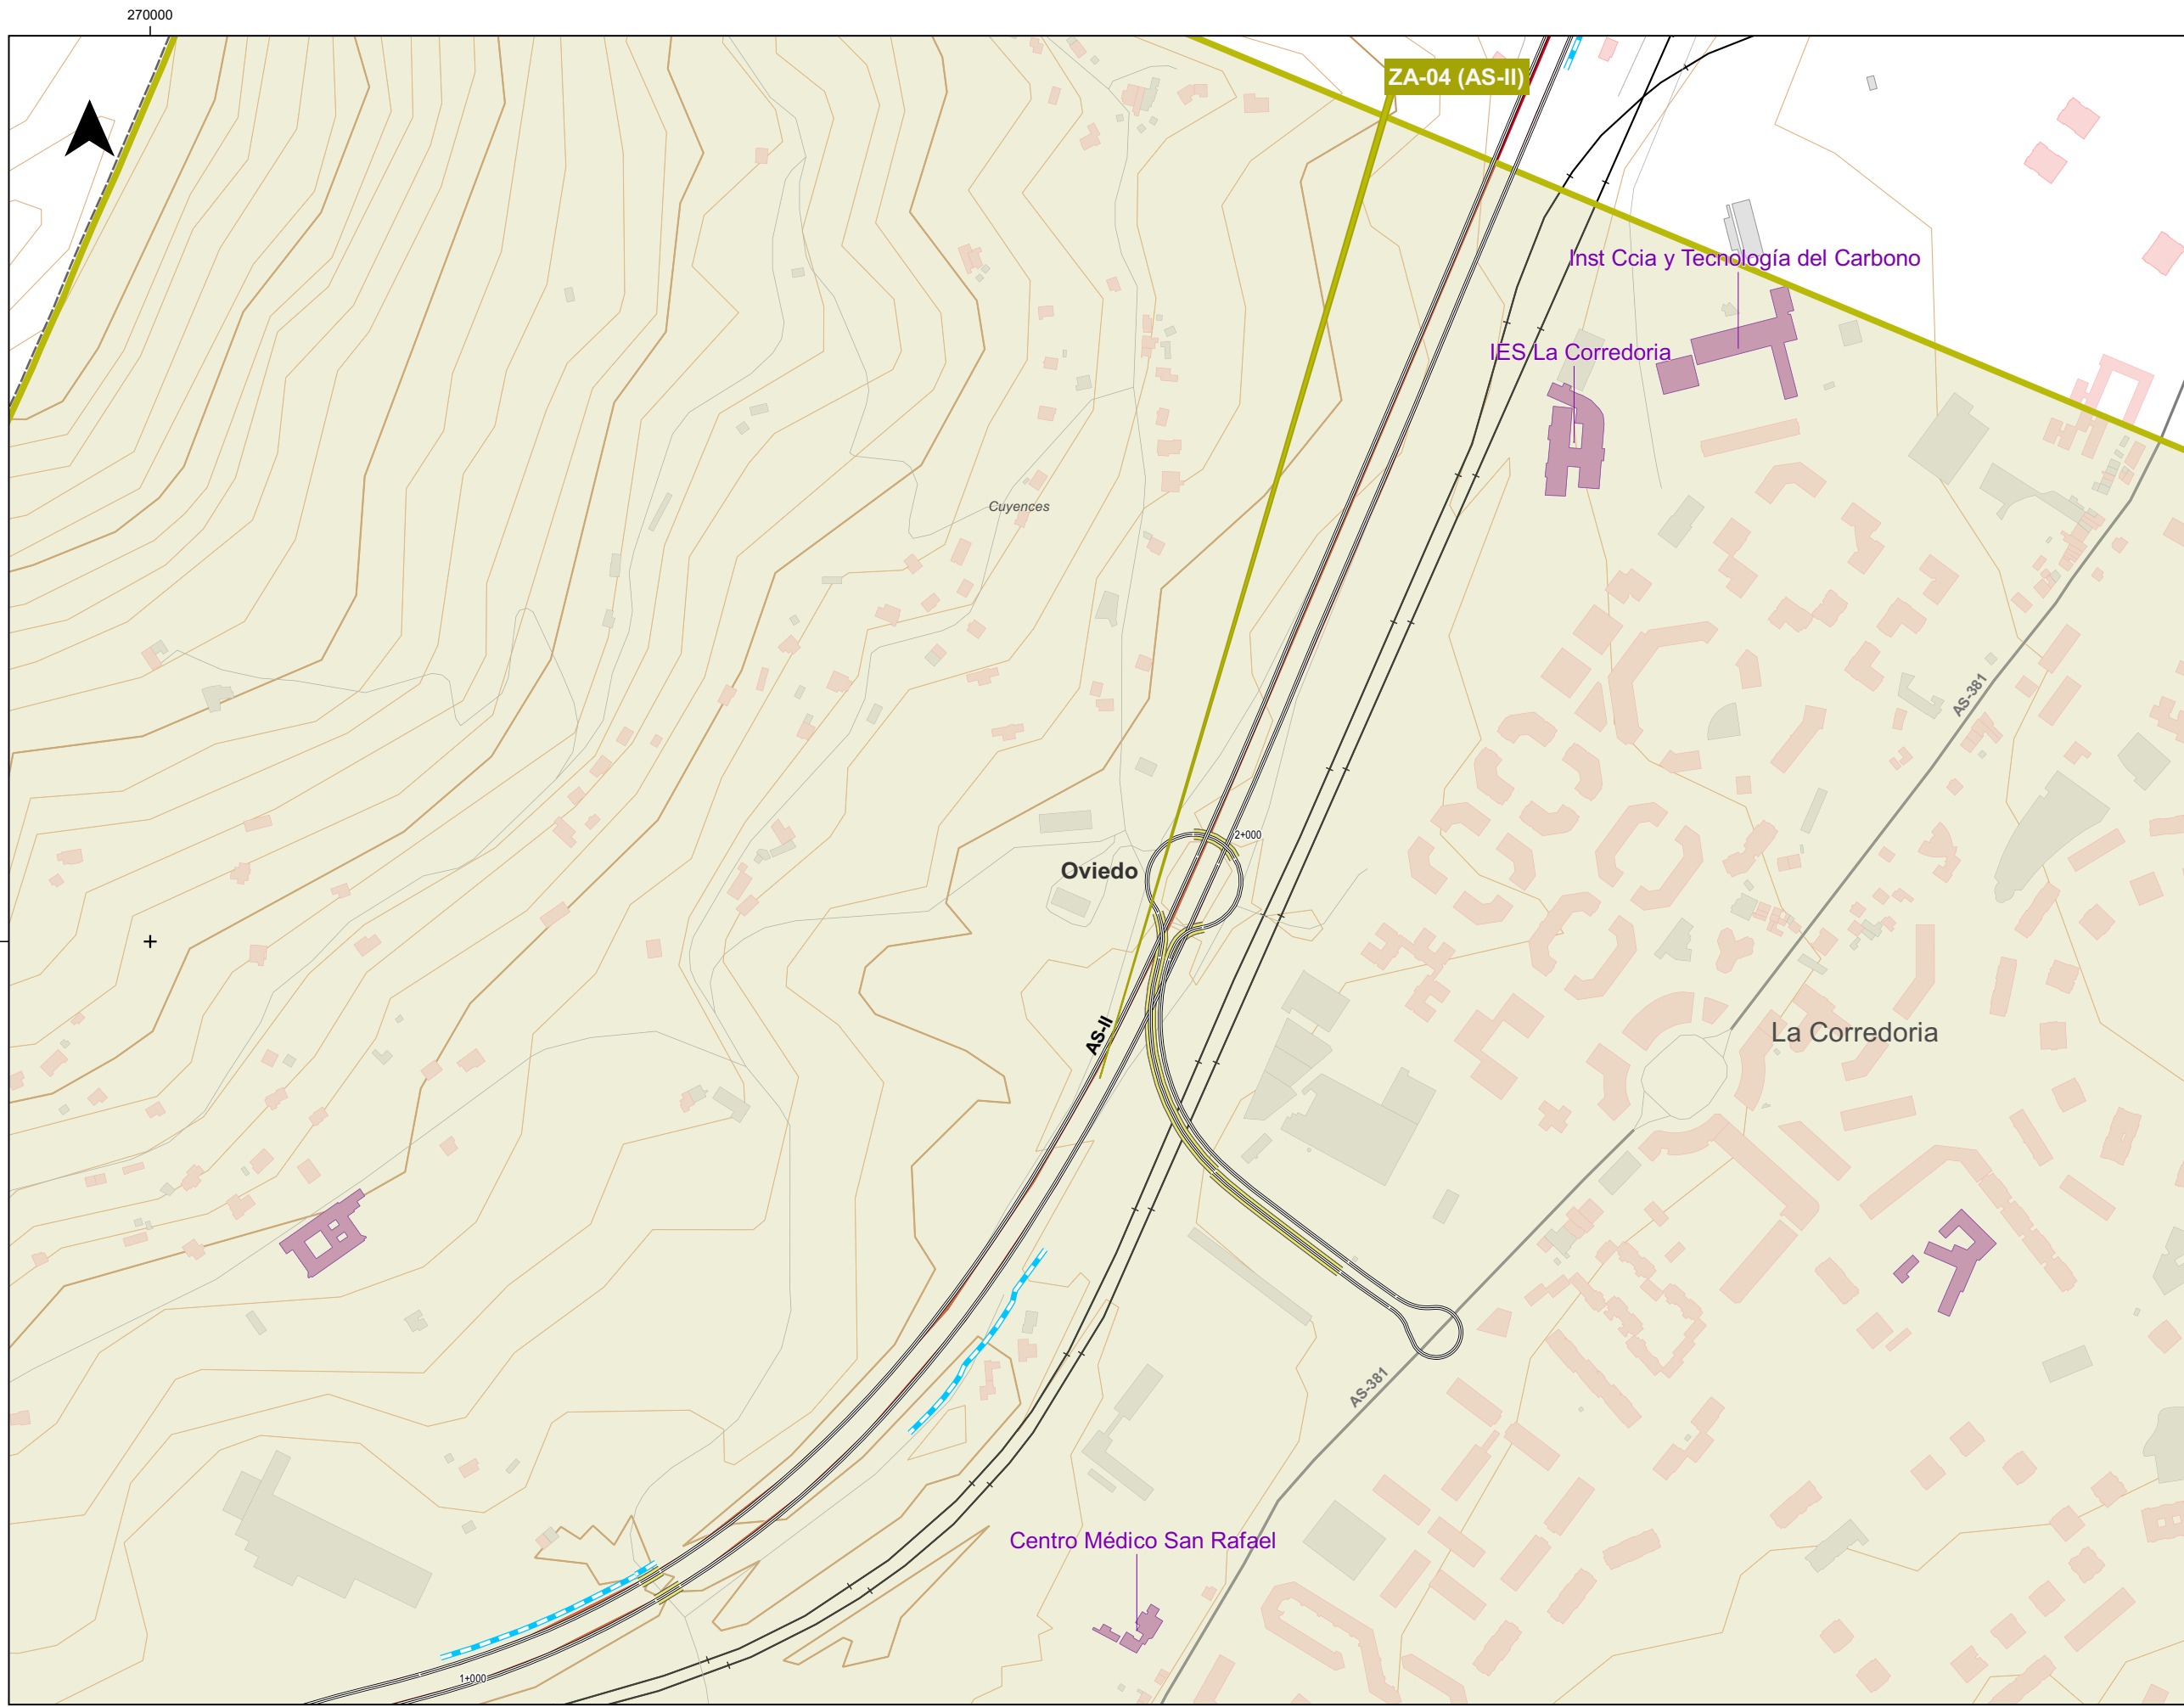 270000
ZA-04 (AS-II)
Inst Ccia y Tecnología del Carbono
IES La Corredoria
Cuyences
AS-381
2+000
Oviedo
AS-II
La Corredoria
AS-381
Centro Médico San Rafael
1+000